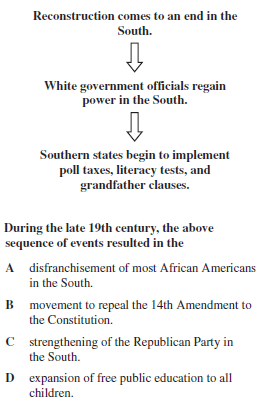 Reconstruction comes to an end in the
South.
White government officials regain
power in the South.
Southern states begin to implement
poll taxes, literacy tests, and
grandfather clauses.
During the late 19th century, the above
sequence of events resulted in the
A disfranchisement of most African Americans
in the South.
B movement to repeal the 14th Amendment to
the Constitution.
C strengthening of the Republican Party in
the South.
D expansion of free public education to all
children.